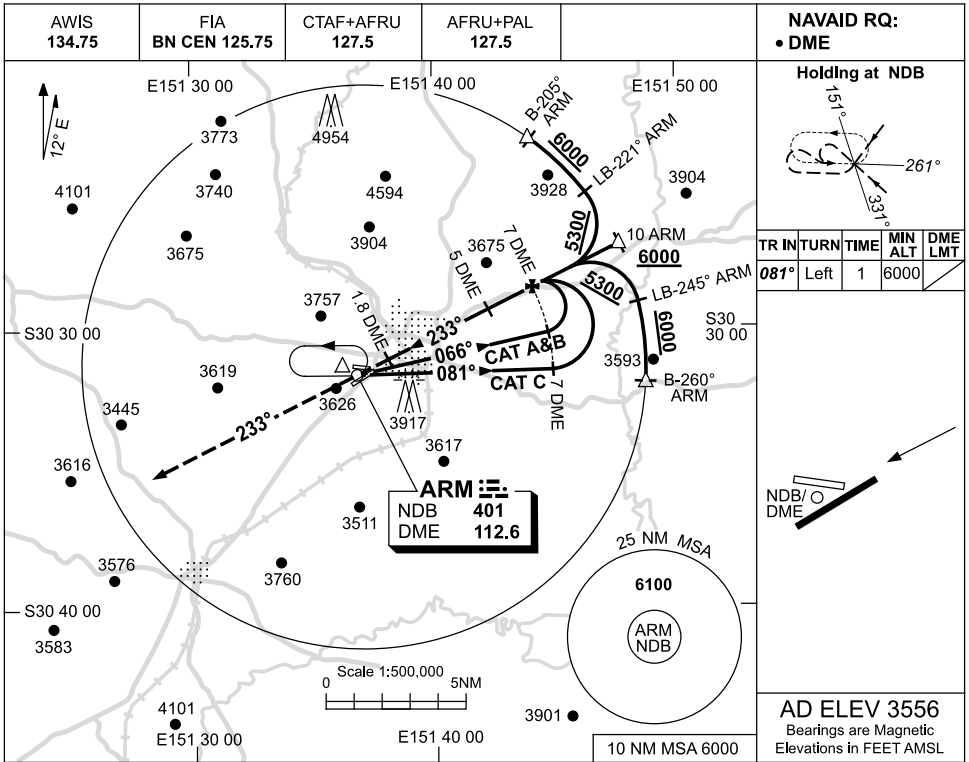 AWIS
134.75
FIA
BN CEN 125.75
CTAF+AFRU
127.5
AFRU+PAL
127.5
NAVAID RQ:
• DME
Holding at NDB
151°
261°
331°
TR IN TURN TIME MIN ALT DME LMT
081° Left 1 6000
E151 30 00
E151 40 00
E151 50 00
12° E
3773
4954
B-205° ARM
6000
LB-221° ARM
3740
4594
3928
3904
4101
3675
3904
5300
10 ARM
6000
3675
7 DME
5 DME
5300
LB-245° ARM
3757
1.8 DME
233°
6000
S30 30 00
S30
30 00
066°
CAT A&B
081°
CAT C
3593
B-260°
ARM
7 DME
3619
3626
3917
3445
233°
3617
3616
ARM
NDB 401
DME 112.6
3511
NDB/
DME
25 NM MSA
6100
ARM
NDB
3576
3760
S30 40 00
3583
Scale 1:500,000
0 5NM
4101
E151 30 00
E151 40 00
3901
10 NM MSA 6000
AD ELEV 3556
Bearings are Magnetic
Elevations in FEET AMSL